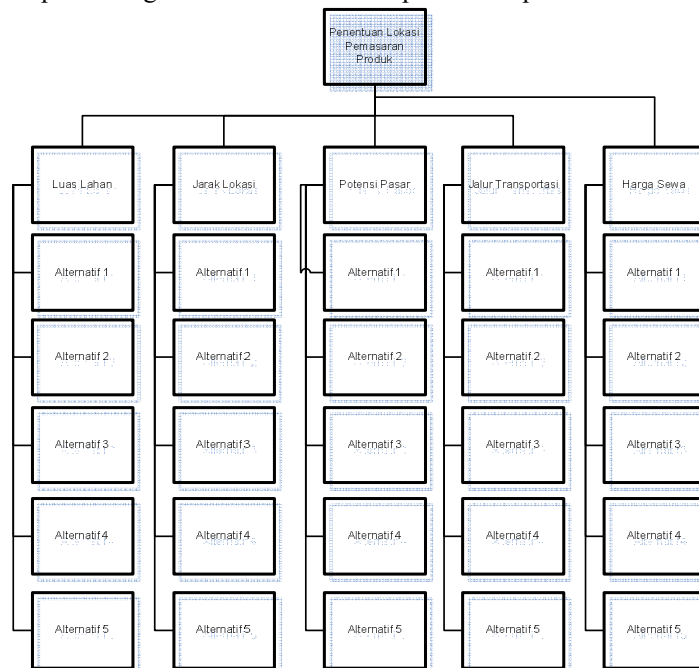 Penentuan Lokasi
Pemasaran
Produk
Luas Lahan
Jarak Lokasi
Potensi Pasar
Jalur Transportasi
Harga Sewa
Alternatif 1
Alternatif 1
Alternatif 1
Alternatif 1
Alternatif 1
Alternatif 2
Alternatif 2
Alternatif 2
Alternatif 2
Alternatif 2
Alternatif 3
Alternatif 3
Alternatif 3
Alternatif 3
Alternatif 3
Alternatif 4
Alternatif 4
Alternatif 4
Alternatif 4
Alternatif 4
Alternatif 5
Alternatif 5
Alternatif 5
Alternatif 5
Alternatif 5